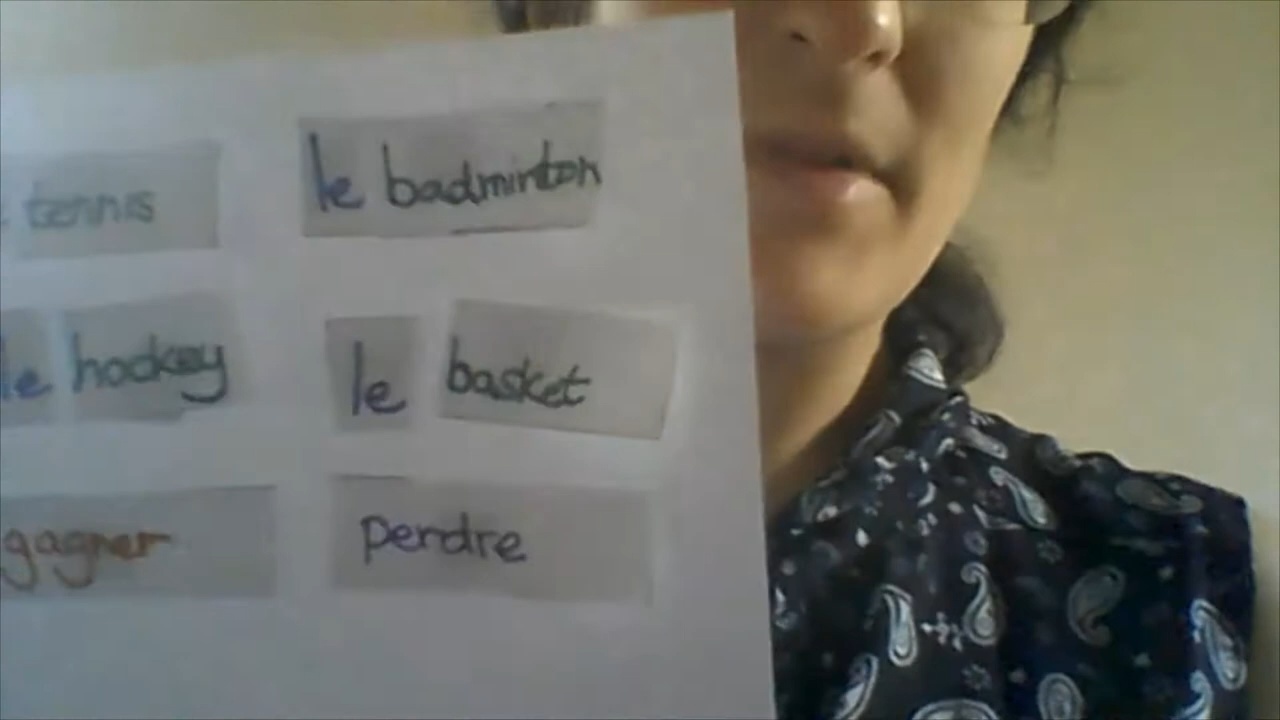 tennis
le badminton
le hockey
le basket
gagner
perdre